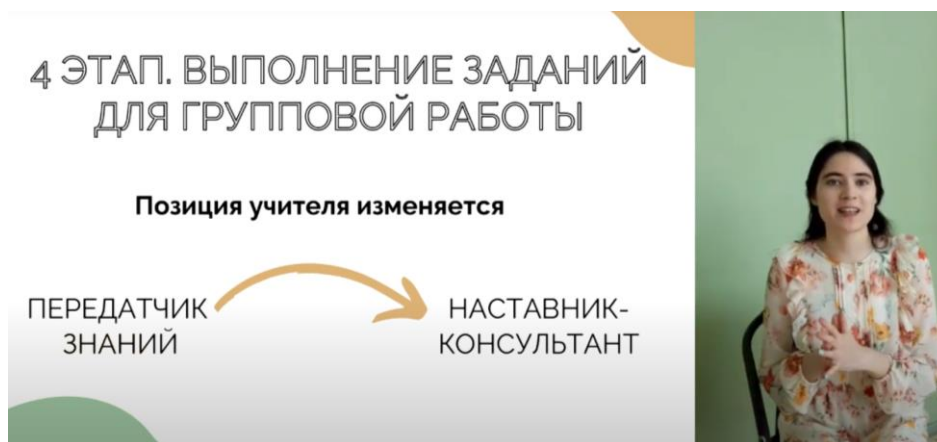 4 ЭТАП. ВЫПОЛНЕНИЕ ЗАДАНИЙ
ДЛЯ ГРУППОВОЙ РАБОТЫ
Позиция учителя изменяется
ПЕРЕДАТЧИК
ЗНАНИЙ
НАСТАВНИК-
КОНСУЛЬТАНТ